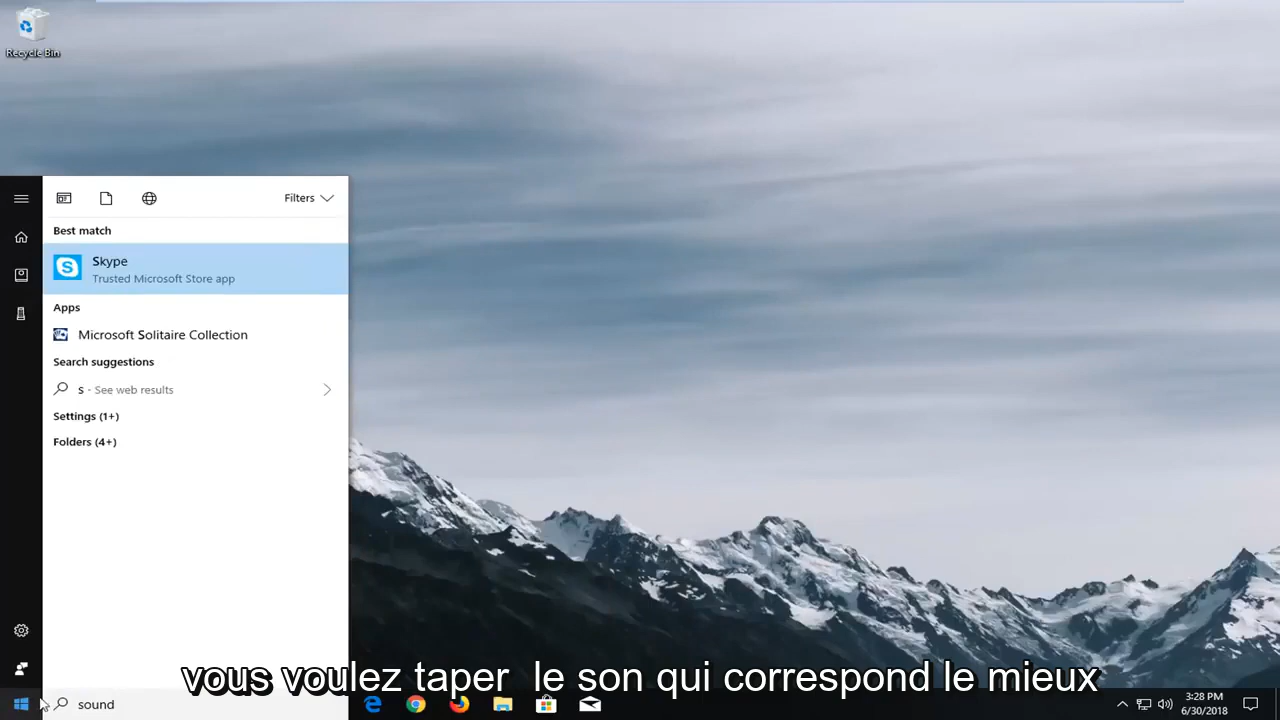 Recycle Bin
Filters
Best match
Skype
Trusted Microsoft Store app
Apps
Microsoft Solitaire Collection
Search suggestions
s - See web results
Settings (1+)
Folders (4+)
vous voulez taper le son qui correspond le mieux
sound
3:28 PM
6/30/2018